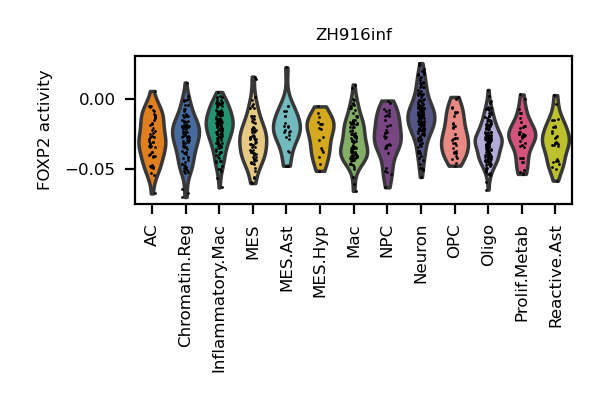 ZH916inf
FOXP2 activity
0.00
−0.05
AC
Chromatin.Reg
Inflammatory.Mac
MES
MES.Ast
MES.Hyp
Mac
NPC
Neuron
OPC
Oligo
Prolif.Metab
Reactive.Ast